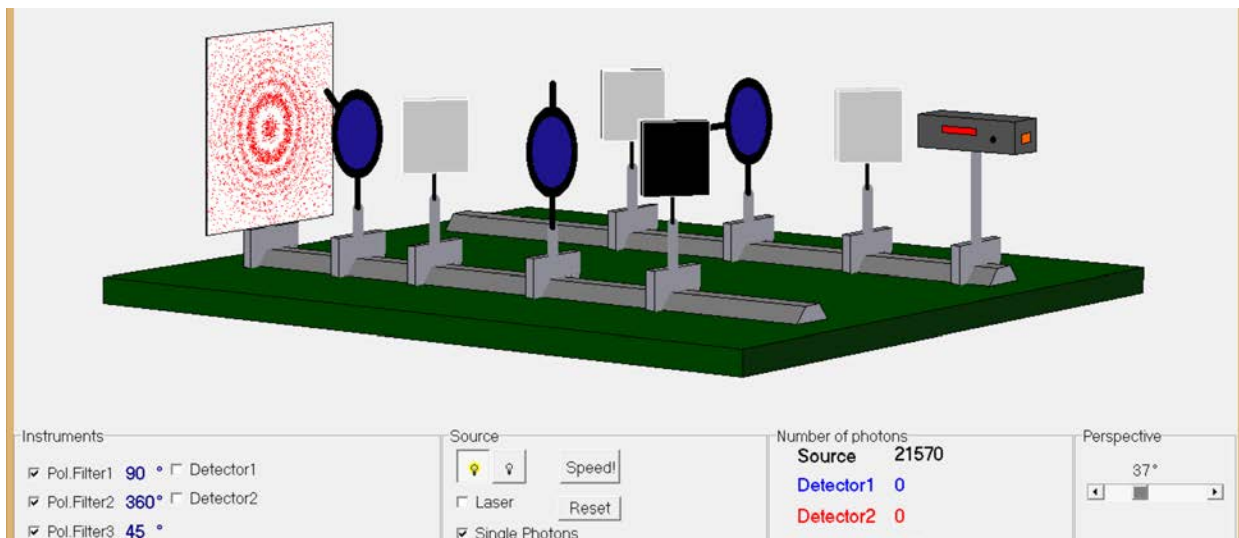 Instruments
Pol.Filter1 90 ° Detector1
Pol.Filter2 360° Detector2
Pol.Filter3 45 °
Source
Speed!
Laser
Reset
Single Photons
Number of photons
Source 21570
Detector1 0
Detector2 0
Perspective
37°